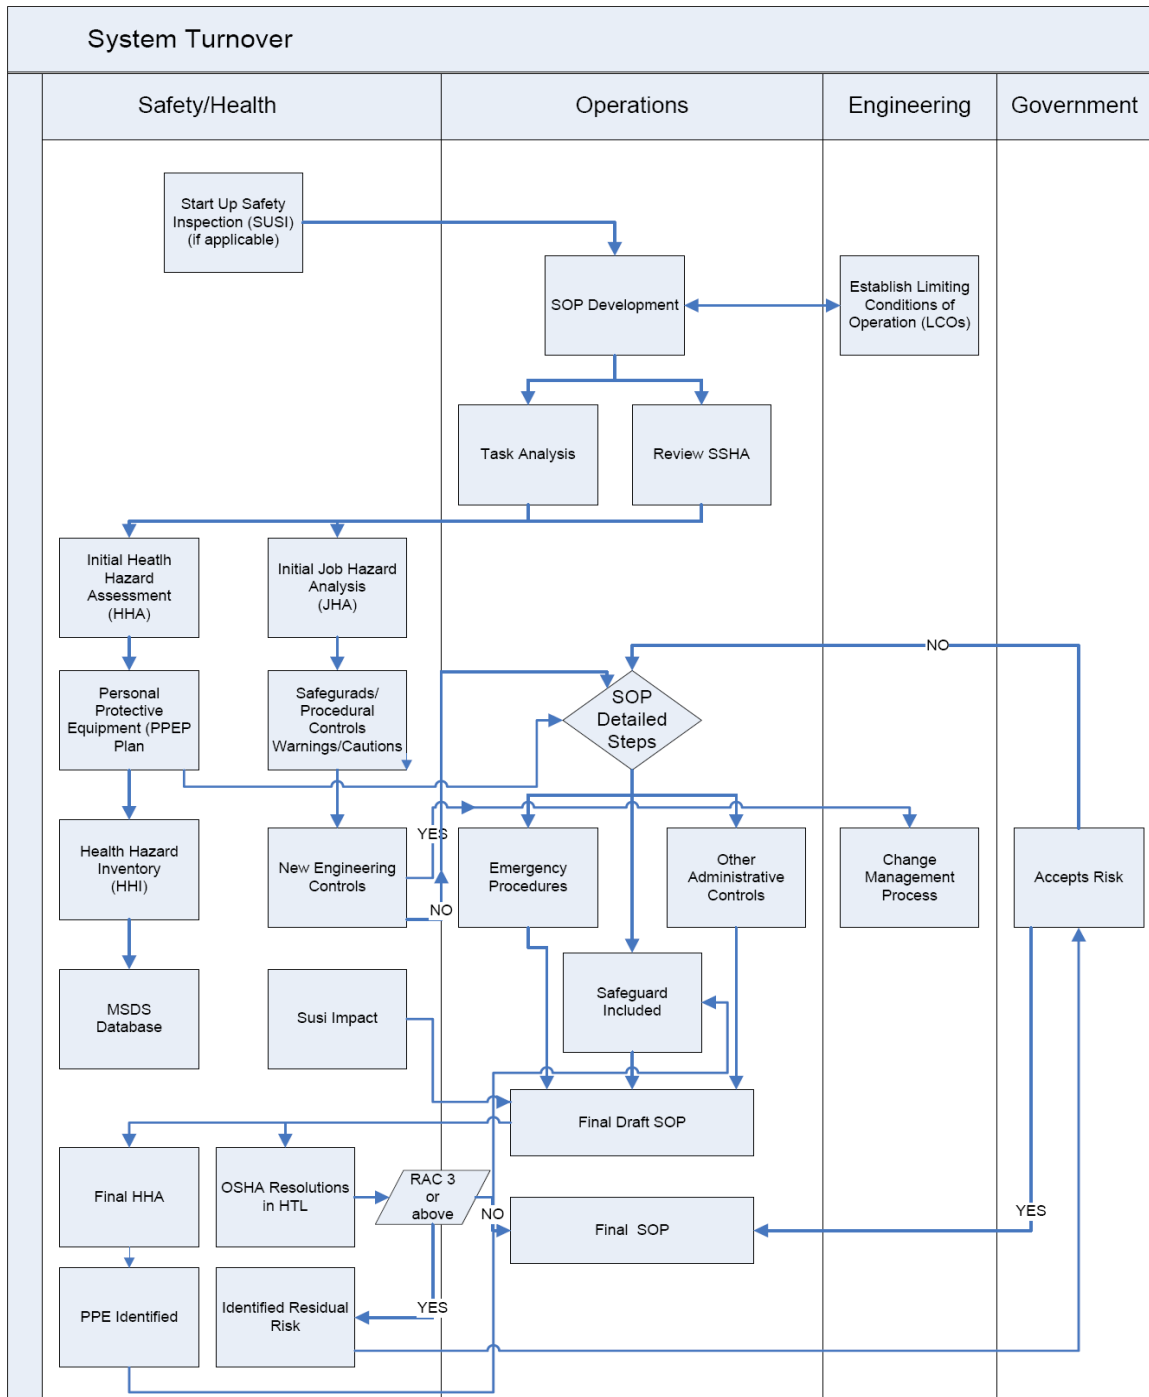 System Turnover
Safety/Health
Operations
Engineering
Government
Start Up Safety
Inspection (SUSI)
(if applicable)
SOP Development
Establish Limiting
Conditions of
Operation (LCOs)
Task Analysis
Review SSHA
Initial Heatlh
Hazard
Assessment
(HHA)
Initial Job Hazard
Analysis
(JHA)
NO
Personal
Protective
Equipment (PPEP
Plan
Safegurads/
Procedural
Controls
Warnings/Cautions
SOP
Detailed
Steps
YES
Health Hazard
Inventory
(HHI)
New Engineering
Controls
NO
Emergency
Procedures
Other
Administrative
Controls
Change
Management
Process
Accepts Risk
MSDS
Database
Susi Impact
Safeguard
Included
Final Draft SOP
Final HHA
OSHA Resolutions
in HTL
RAC 3
or
above
NO
Final SOP
YES
PPE Identified
Identified Residual
Risk
YES